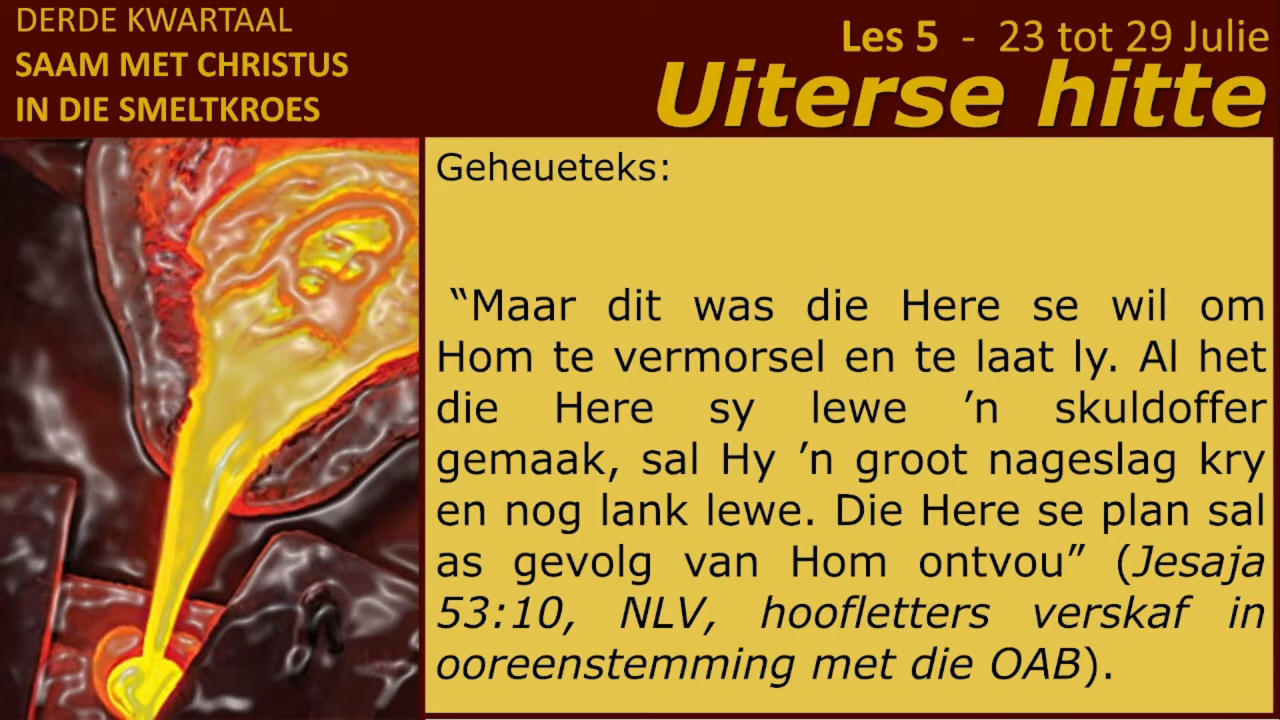 DERDE KWARTAAL
SAAM MET CHRISTUS
IN DIE SMELTKROES
Les 5 - 23 tot 29 Julie
Uiterse hitte
Geheueteks:
“Maar dit was die Here se wil om
Hom te vermorsel en te laat ly. Al het
die Here sy lewe ’n skuldoffer
gemaak, sal Hy ’n groot nageslag kry
en nog lank lewe. Die Here se plan sal
as gevolg van Hom ontvou” (Jesaja
53:10, NLV, hoofletters verskaf in
ooreenstemming met die OAB).